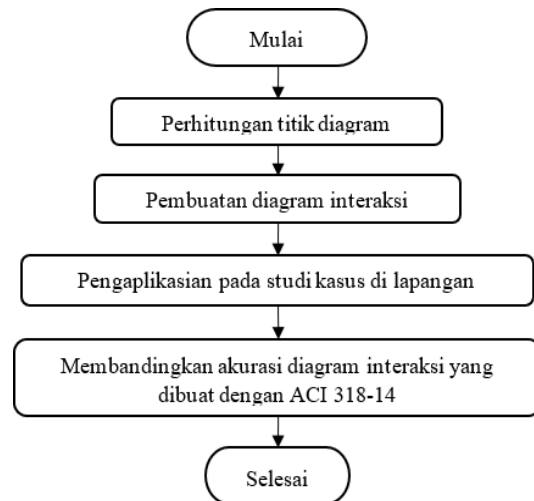 Mulai
Perhitungan titik diagram
Pembuatan diagram interaksi
Pengaplikasian pada studi kasus di lapangan
Membandingkan akurasi diagram interaksi yang
dibuat dengan ACI 318-14
Selesai